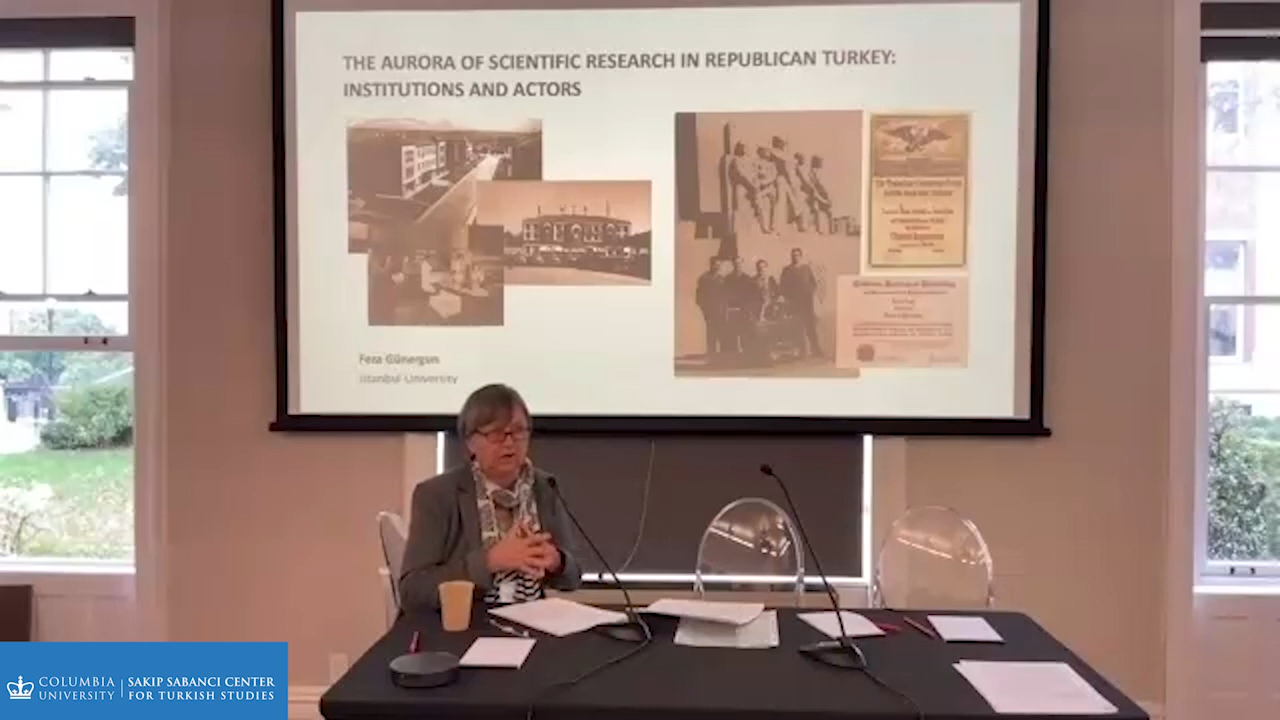 THE AURORA OF SCIENTIFIC RESEARCH IN REPUBLICAN TURKEY:
INSTITUTIONS AND ACTORS
Feza Günergun
Istanbul University
COLUMBIA
UNIVERSITY
SAKIP SABANCI CENTER
FOR TURKISH STUDIES